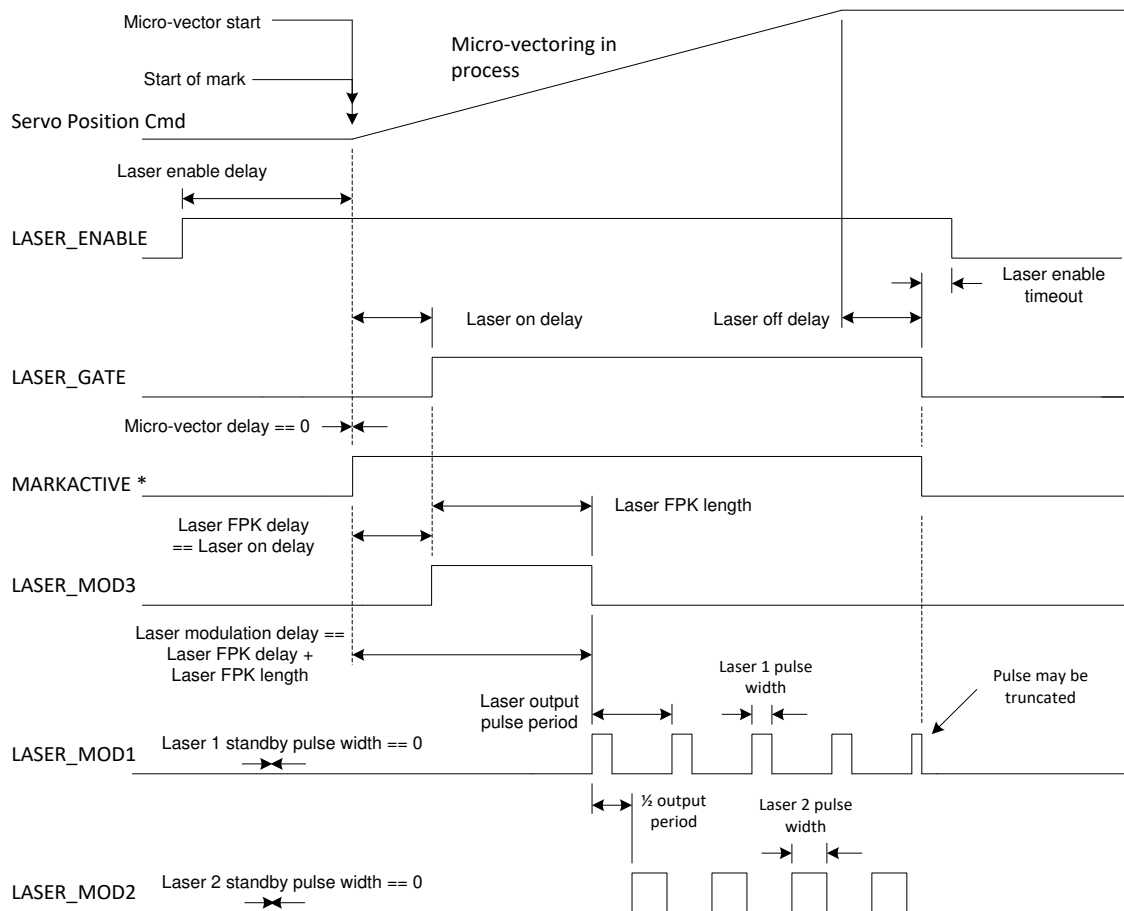 Micro-vector start
Micro-vectoring in
process
Start of mark
Servo Position Cmd
Laser enable delay
LASER_ENABLE
Laser enable
timeout
Laser on delay
Laser off delay
LASER_GATE
Micro-vector delay == 0
MARKACTIVE *
Laser FPK length
Laser FPK delay
== Laser on delay
LASER_MOD3
Laser modulation delay ==
Laser FPK delay +
Laser FPK length
Laser 1 pulse
width
Pulse may be
truncated
Laser output
pulse period
Laser 1 standby pulse width == 0
LASER_MOD1
½ output
period
Laser 2 pulse
width
Laser 2 standby pulse width == 0
LASER_MOD2